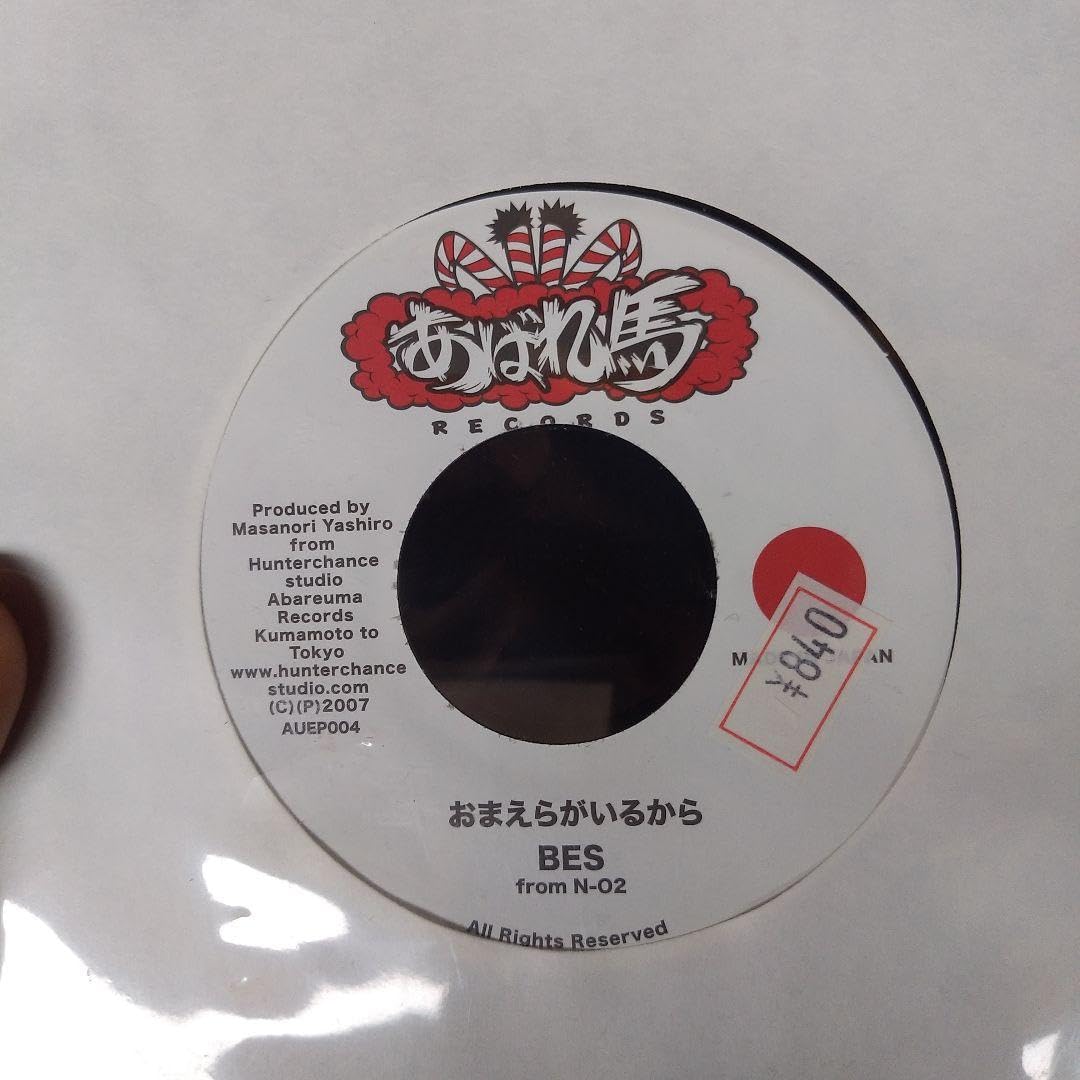 あばれ馬
RECORDS
Produced by
Masanori Yashiro
from
Hunterchance
studio
Abareuma
Records
Kumamoto to
Tokyo
www.hunterchance
studio.com
(C)(P)2007
AUEP004
¥840
おまえらがいるから
BES
from N-02
All Rights Reserved